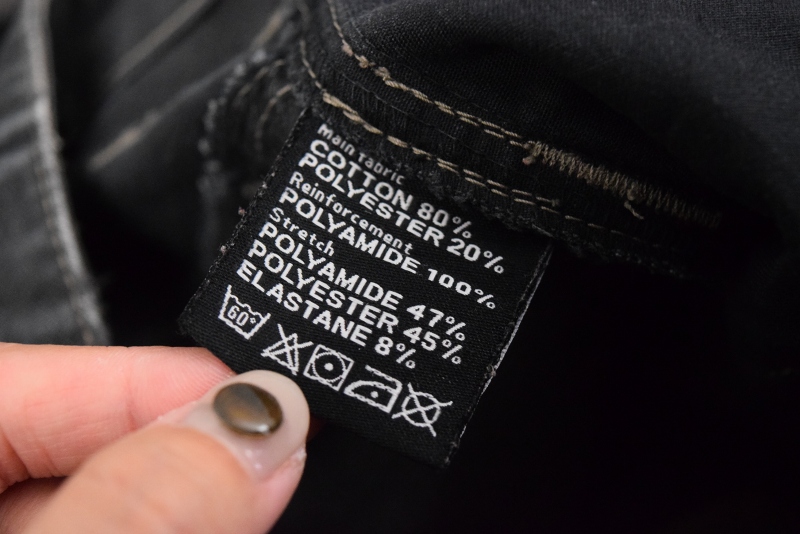 Main fabric
COTTON 80%
POLYESTER 20%
Reinforcement
POLYAMIDE 100%
Stretch
POLYAMIDE 47%
POLYESTER 45%
ELASTANE 8%
60°